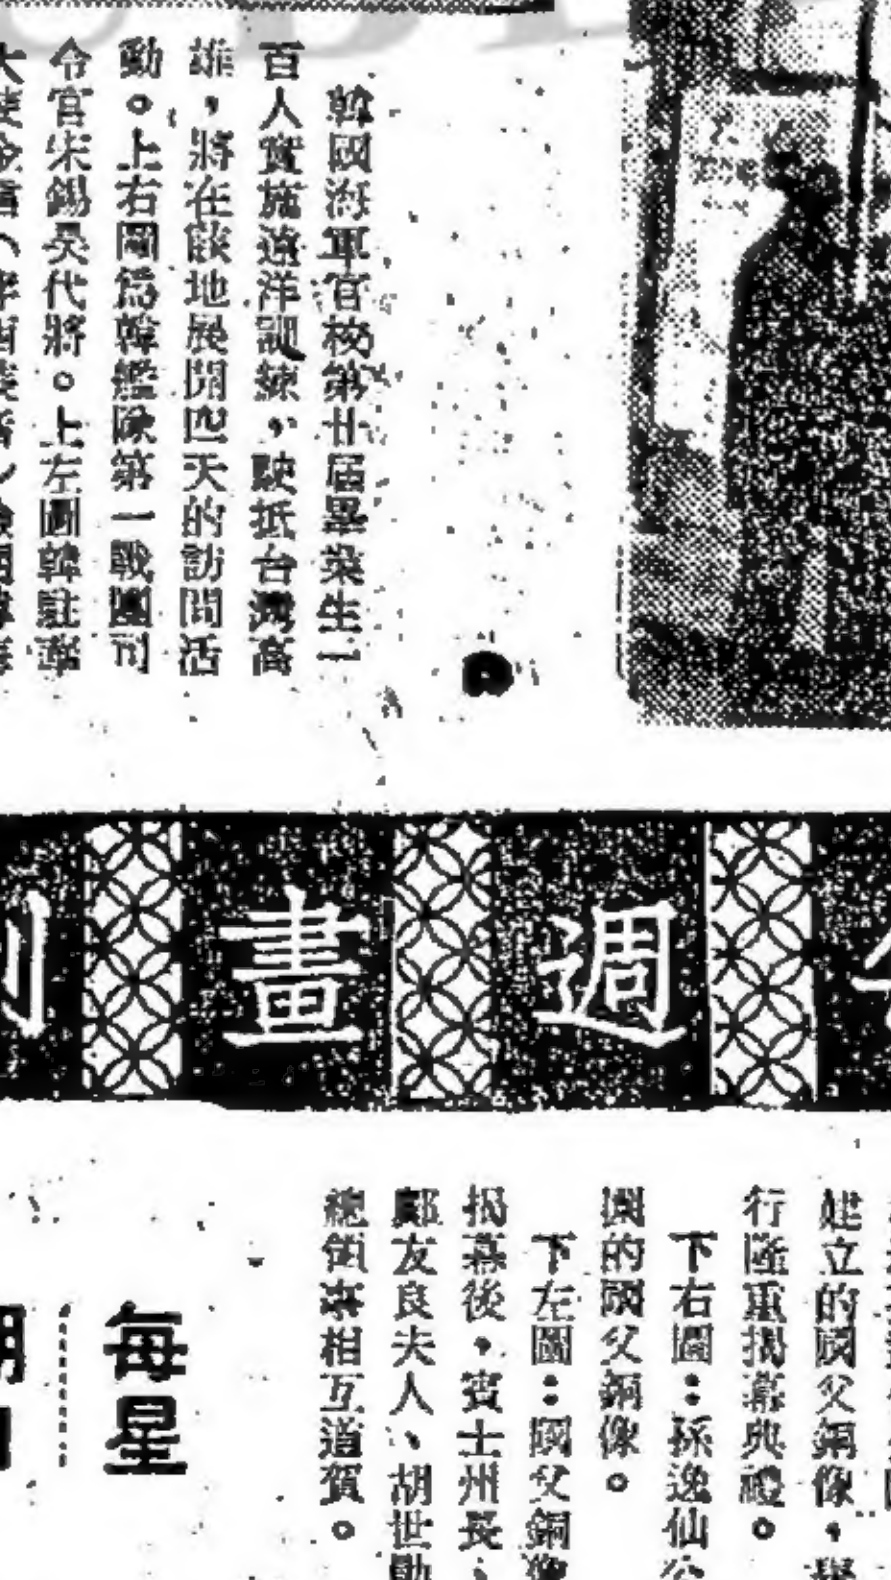 韓國海軍官校第廿屆畢業生一
百人實施遠洋訓練，駛抵台灣高
雄，將在該地展開四天的訪問活
動。上右圖為韓艦隊第一戰團司
令官宋錫昊代將。上左圖韓駐華
畫 週
建立的國父銅像，舉
行隆重揭幕典禮。
下右圖：孫逸仙公
園的國父銅像。
下左圖：國父銅像
揭幕後，賓士州長、
鄺友良夫人、胡世勳
總領事相互道賀。
每星